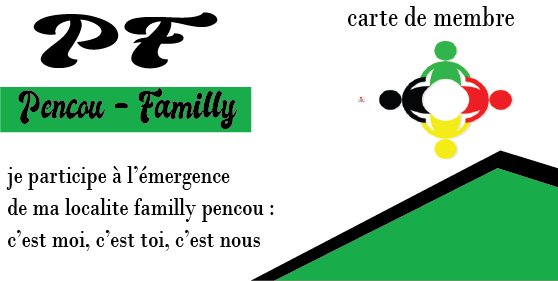 PF
carte de membre
Pencou - Familly
je participe à l'émergence
de ma localite familly pencou :
c'est moi, c'est toi, c'est nous